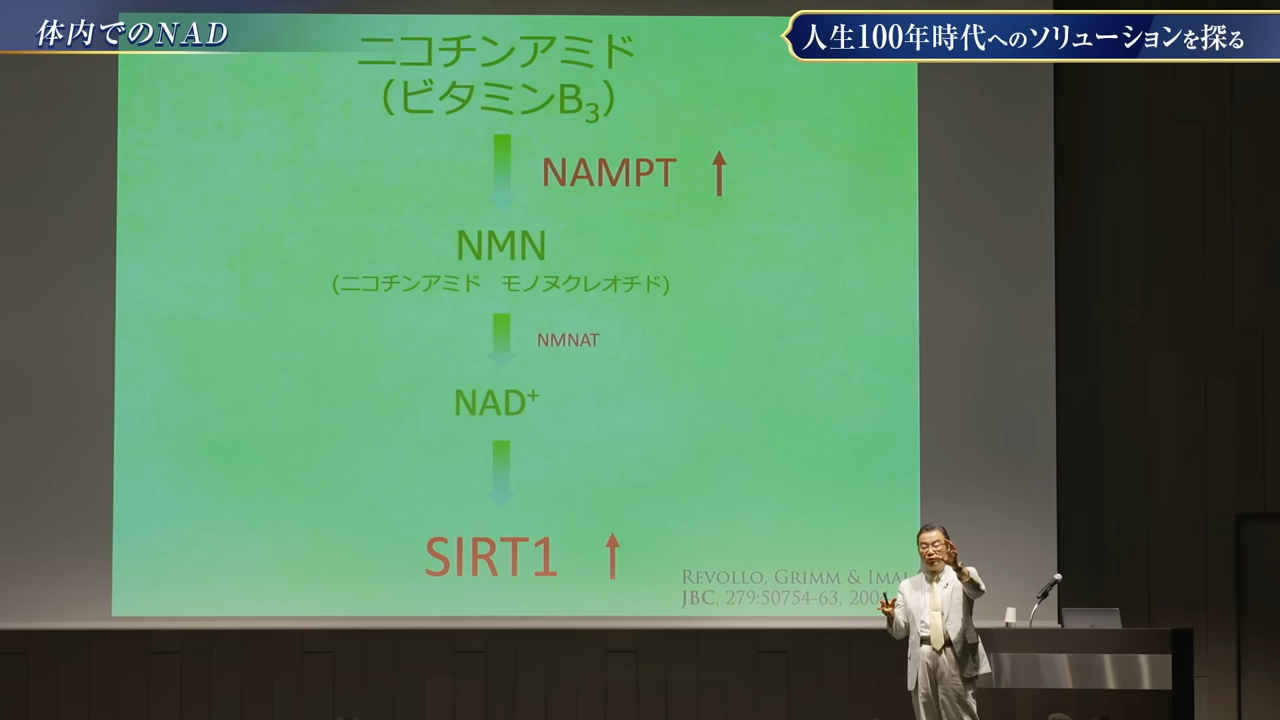 体内でのNAD
人生100年時代へのソリューションを探る
ニコチンアミド
（ビタミンB₃）
NAMPT ↑
NMN
(ニコチンアミド　モノヌクレオチド)
NMNAT
NAD⁺
SIRT1 ↑
REVOLLO, GRIMM & IMAI
JBC, 279:50754-63, 200